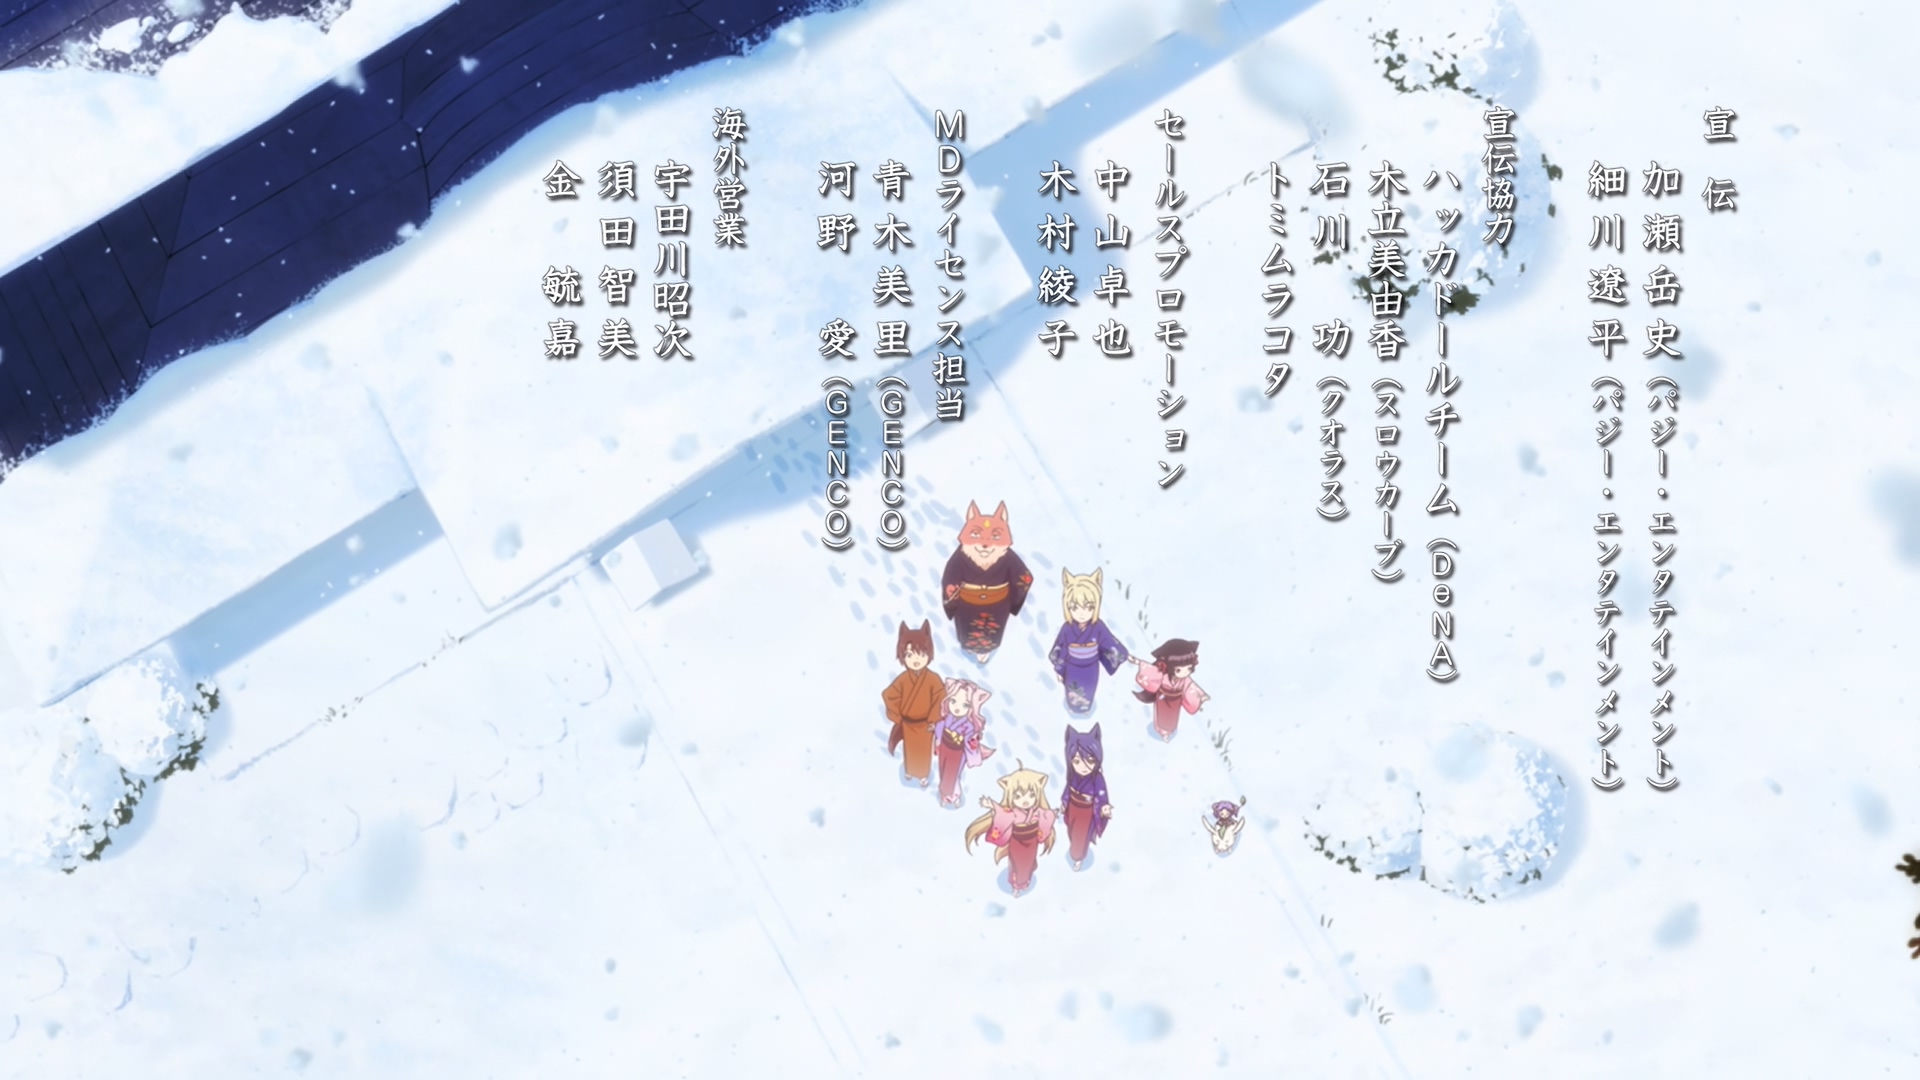 宣伝
加瀬岳史(パジー・エンタテインメント)
細川遼平(パジー・エンタテインメント)
宣伝協力
ハッカドールチーム(DeNA)
木立美由香(スロウカーブ)
石川功(クオラス)
トミムラコタ
セールスプロモーション
中山卓也
木村綾子
MDライセンス担当
青木美里(GENCO)
河野愛(GENCO)
海外営業
宇田川昭次
須田智美
金毓嘉